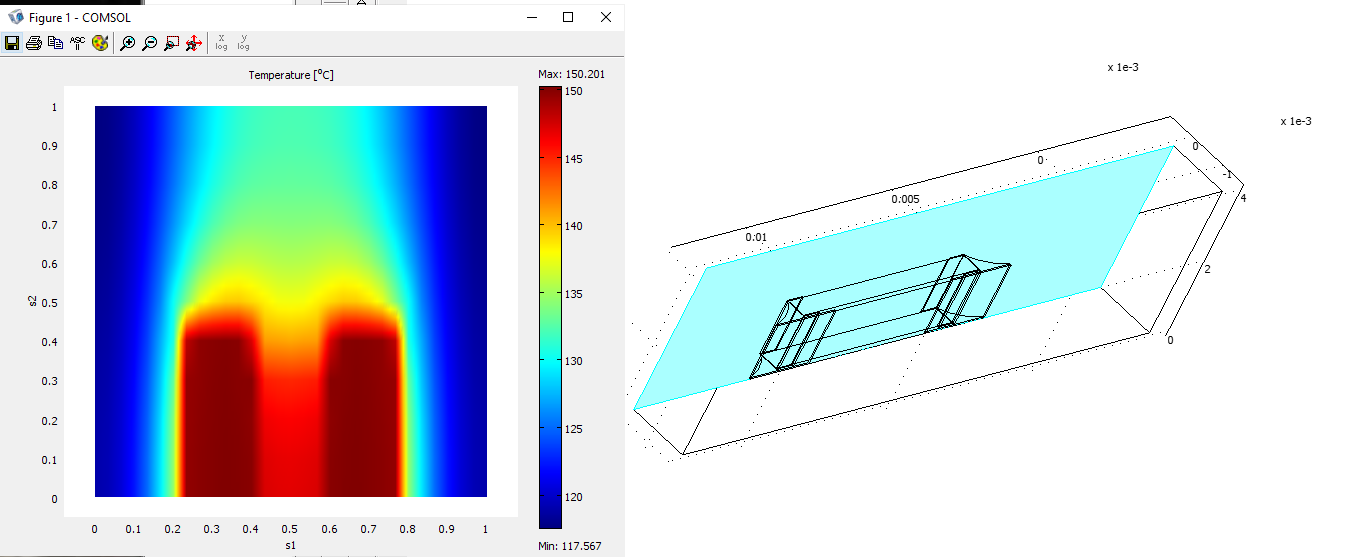 Figure 1 - COMSOL
ASC
x
log
y
log
Temperature [⁰C]
Max: 150.201
150
145
140
135
130
125
120
Min: 117.567
1
0.9
0.8
0.7
0.6
0.5
0.4
0.3
0.2
0.1
0
s2
0 0.1 0.2 0.3 0.4 0.5 0.6 0.7 0.8 0.9 1
s1
x 1e-3
x 1e-3
0
0.005
0.01
0
-1
4
2
0